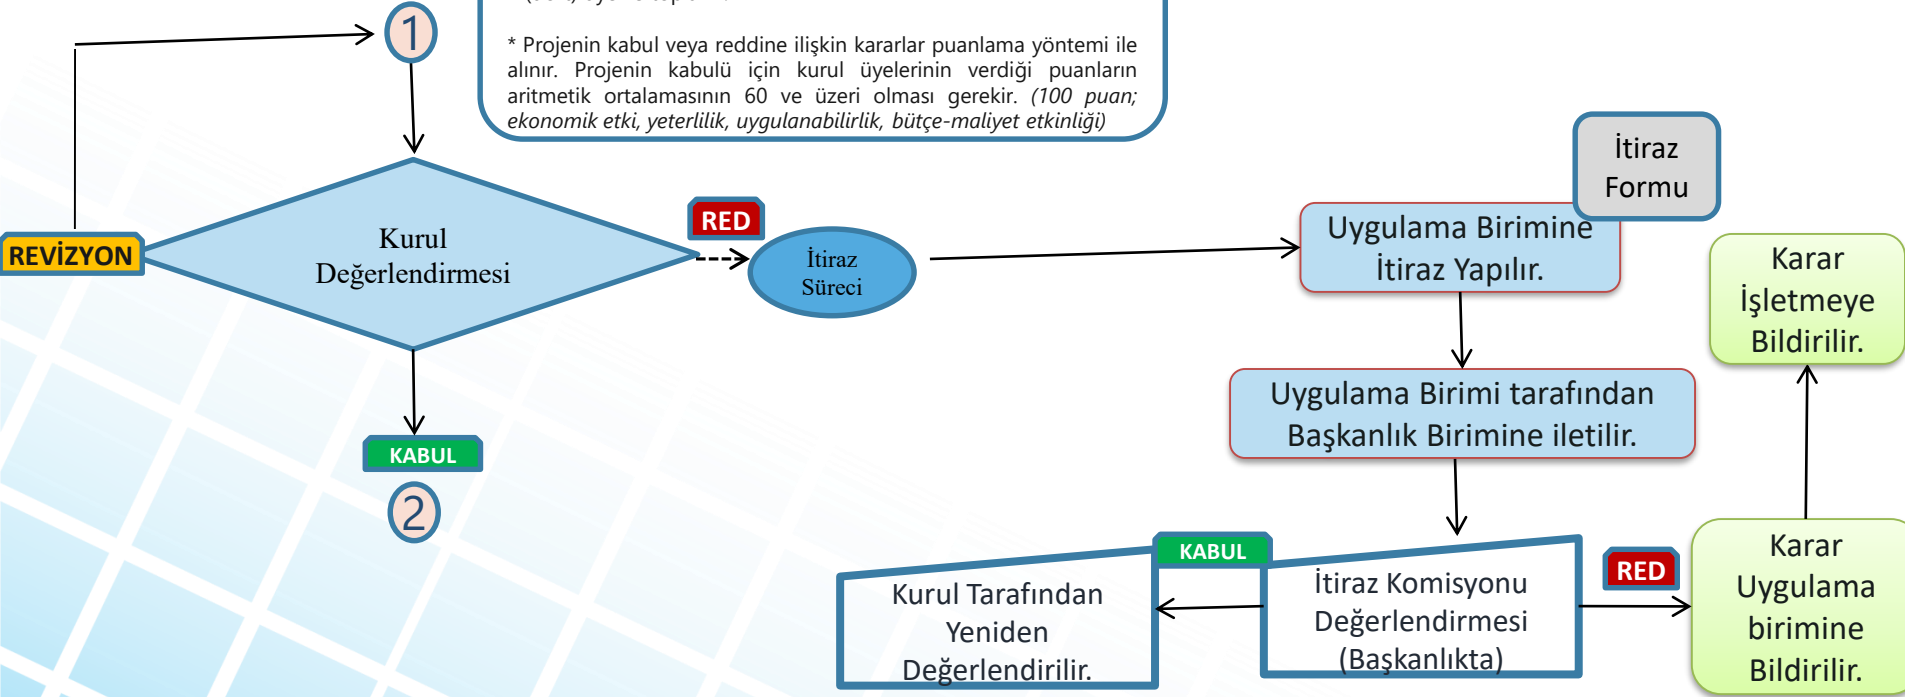 1
* Projenin kabul veya reddine ilişkin kararlar puanlama yöntemi ile
alınır. Projenin kabulü için kurul üyelerinin verdiği puanların
aritmetik ortalamasının 60 ve üzeri olması gerekir. (100 puan;
ekonomik etki, yeterlilik, uygulanabilirlik, bütçe-maliyet etkinliği)
REVİZYON
Kurul
Değerlendirmesi
RED
İtiraz
Süreci
İtiraz
Formu
Uygulama Birimine
İtiraz Yapılır.
Karar
İşletmeye
Bildirilir.
Uygulama Birimi tarafından
Başkanlık Birimine iletilir.
KABUL
2
Kurul Tarafından
Yeniden
Değerlendirilir.
KABUL
İtiraz Komisyonu
Değerlendirmesi
(Başkanlıkta)
RED
Karar
Uygulama
birimine
Bildirilir.